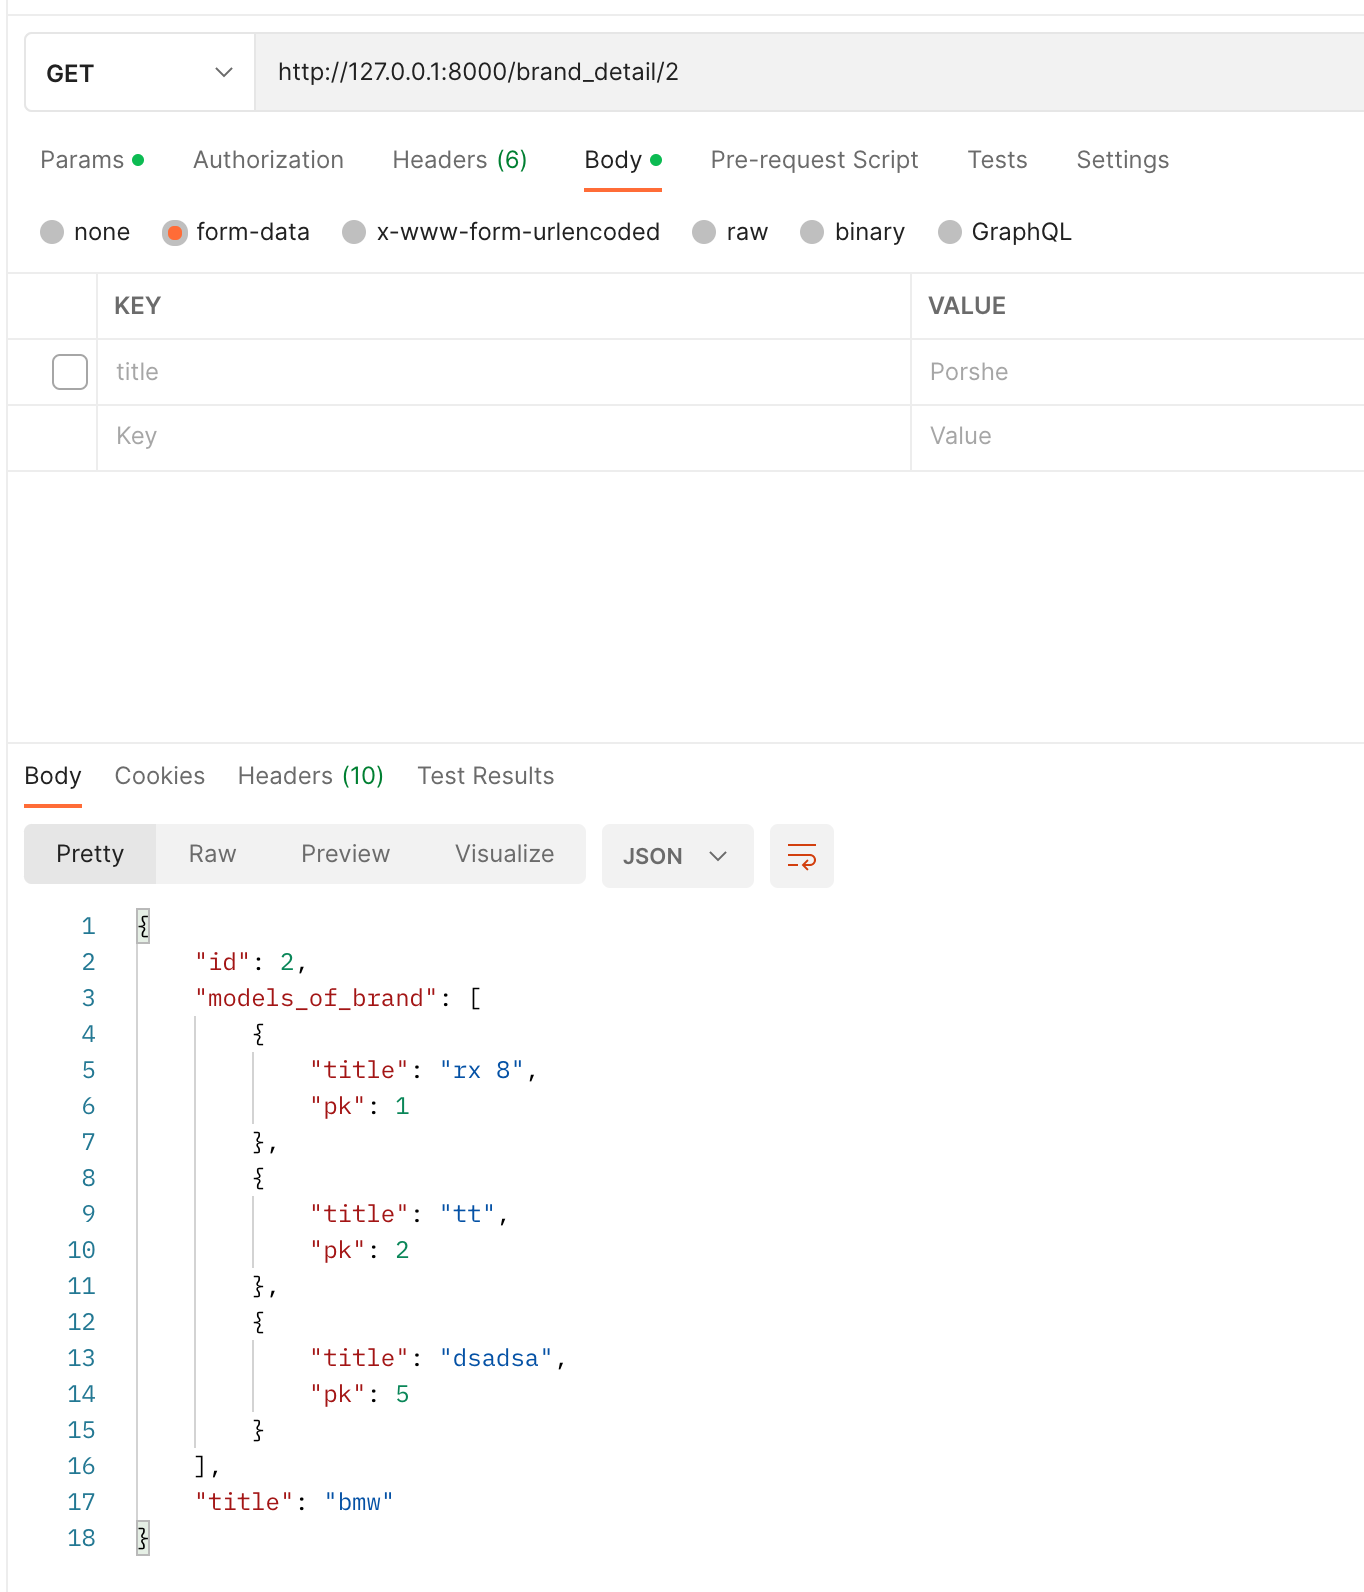 GET http://127.0.0.1:8000/brand_detail/2
Params Authorization Headers (6) Body Pre-request Script Tests Settings
none form-data x-www-form-urlencoded raw binary GraphQL
KEY VALUE
title Porshe
Key Value
Body Cookies Headers (10) Test Results
Pretty Raw Preview Visualize JSON
1 {
2 "id": 2,
3 "models_of_brand": [
4 {
5 "title": "rx 8",
6 "pk": 1
7 },
8 {
9 "title": "tt",
10 "pk": 2
11 },
12 {
13 "title": "dsadsa",
14 "pk": 5
15 }
16 ],
17 "title": "bmw"
18 }